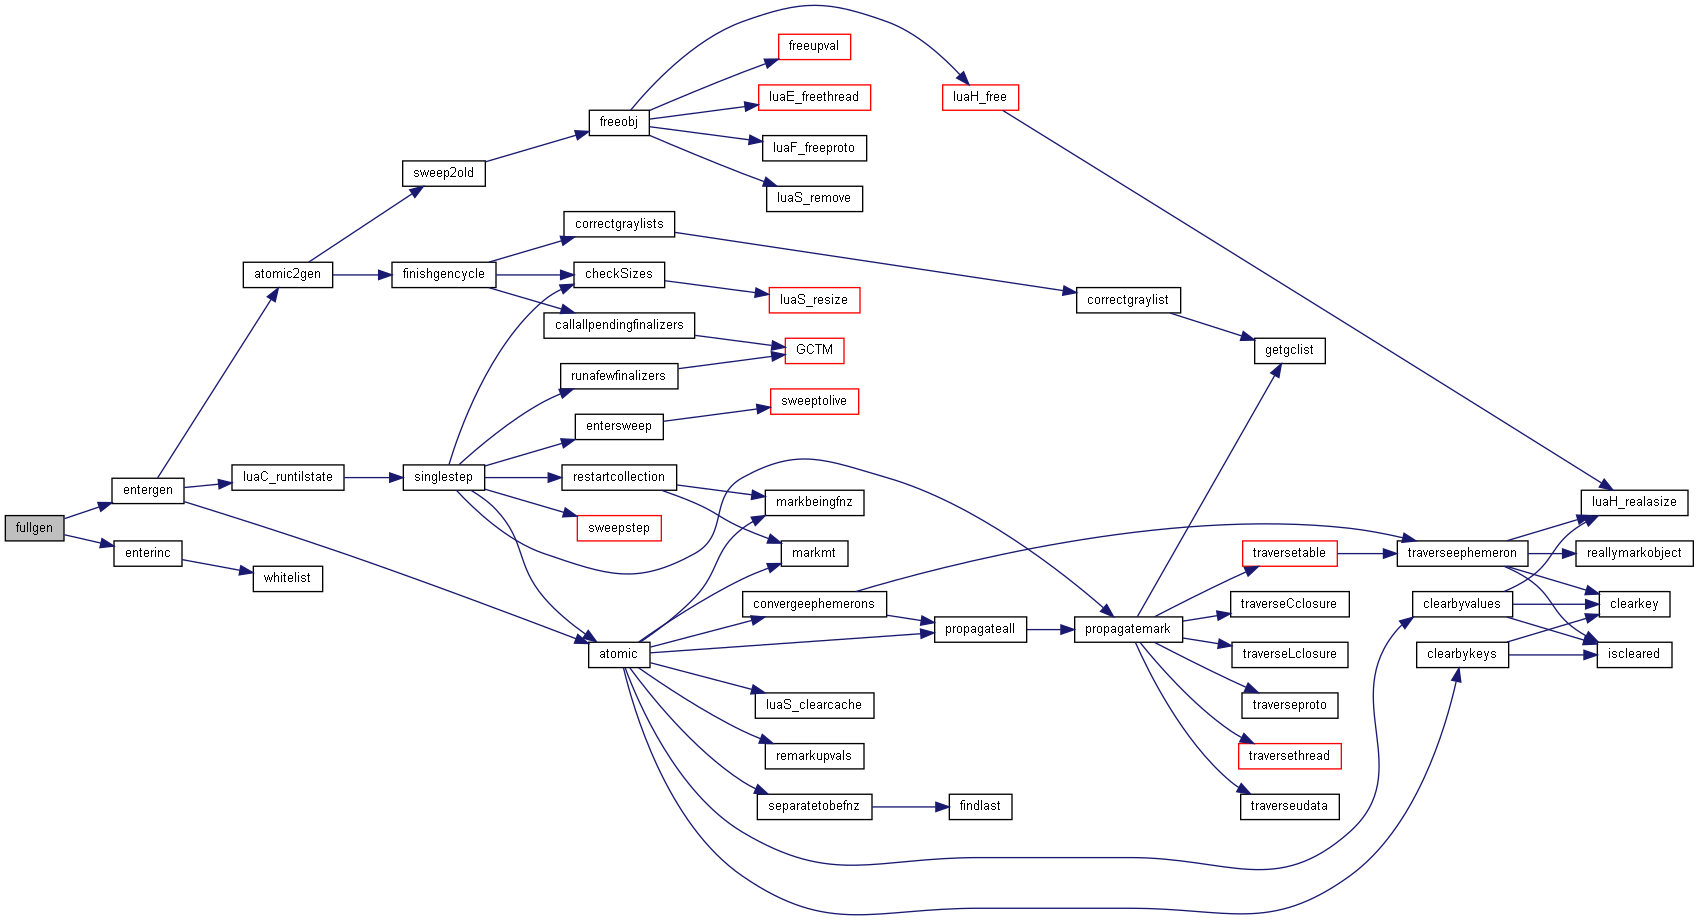 freeupval
luaE_freethread
luaH_free
freeobj
luaF_freeproto
sweep2old
luaS_remove
correctgraylists
atomic2gen
finishgencycle
checkSizes
luaS_resize
correctgraylist
callallpendingfinalizers
GCTM
getgclist
runafewfinalizers
sweeptolive
entersweep
entergen
luaC_runtilstate
singlestep
restartcollection
markbeingfnz
luaH_realasize
fullgen
sweepstep
enterinc
markmt
traversetable
traverseephemeron
reallymarkobject
whitelist
convergeephemerons
traverseCclosure
clearbyvalues
clearkey
propagateall
propagatemark
atomic
traverseLclosure
clearbykeys
iscleared
luaS_clearcache
traverseproto
remarkupvals
traversethread
separatetobefnz
findlast
traverseudata